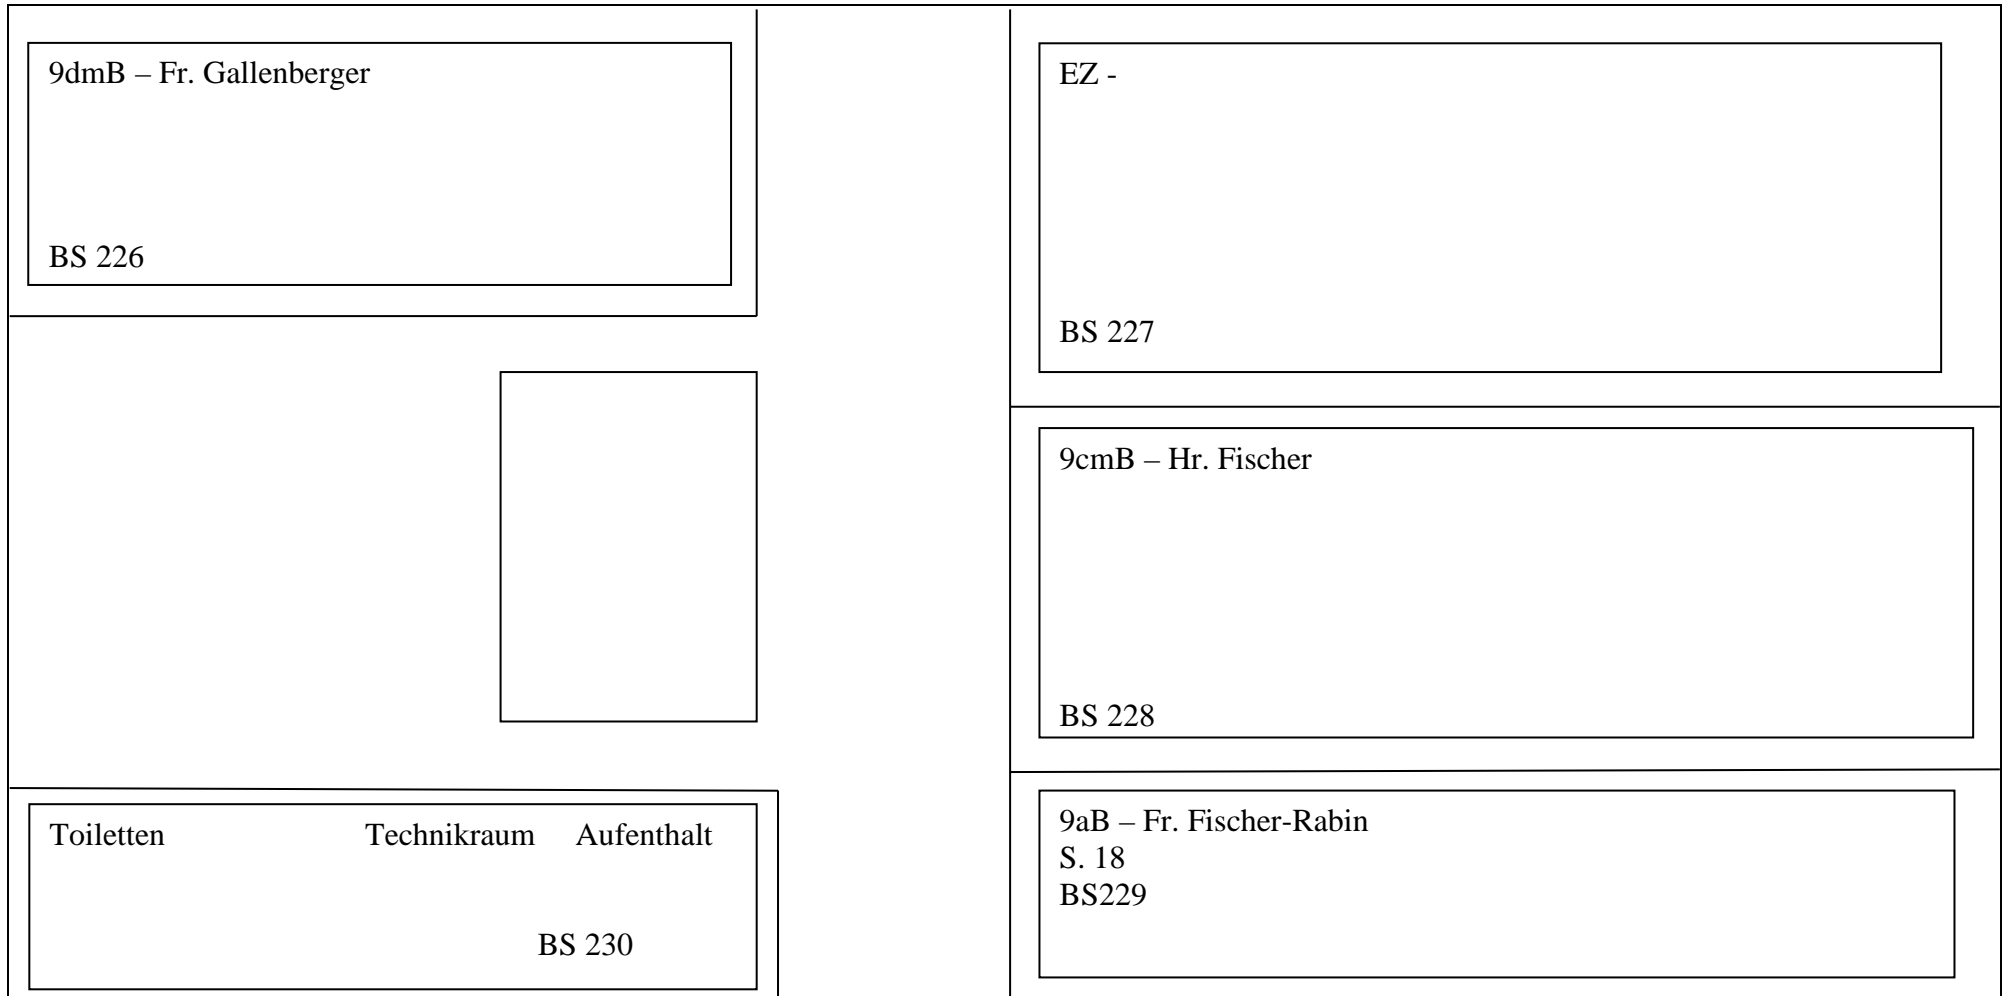 9dmB – Fr. Gallenberger
BS 226
EZ -
BS 227
9cmB – Hr. Fischer
BS 228
Toiletten Technikraum Aufenthalt
BS 230
9aB – Fr. Fischer-Rabin
S. 18
BS229